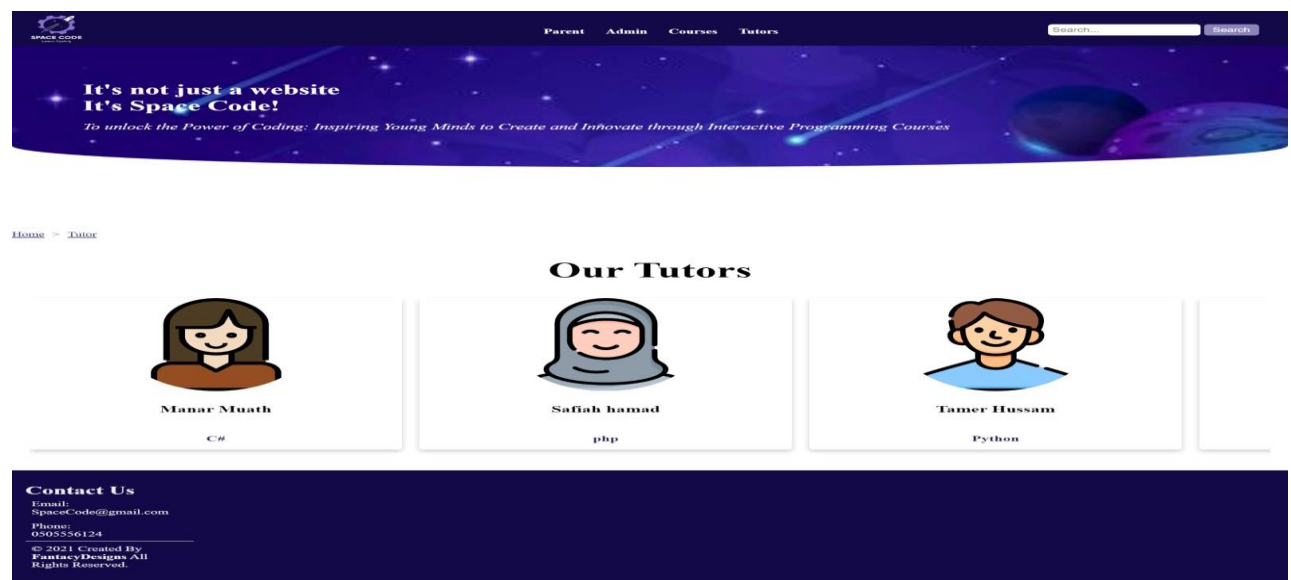 SPACE CODE
Parent Admin Courses Tutors
Search...
Search
It's not just a website
It's Space Code!
To unlock the Power of Coding: Inspiring Young Minds to Create and Innovate through Interactive Programming Courses
Home > Tutor
Our Tutors
Manar Muath
Safiah hamad
Tamer Hussam
C#
php
Python
Contact Us
Email:
SpaceCode@gmail.com
Phone:
0505556124
© 2021 Created By
FantacyDesigns All
Rights Reserved.